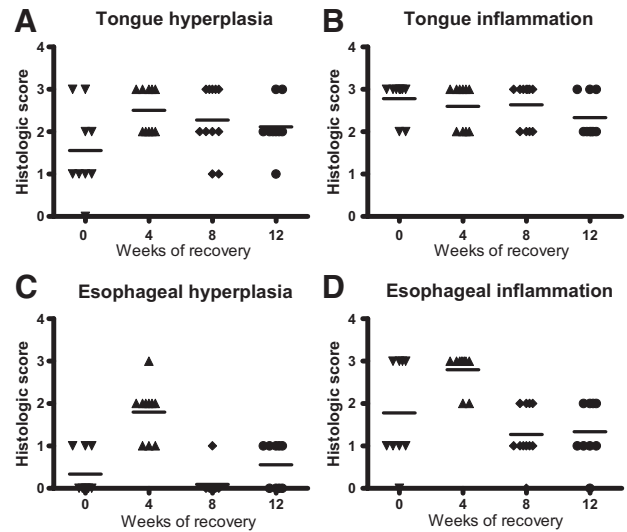 A Tongue hyperplasia
Histologic score
4
3
2
1
0
0 4 8 12
Weeks of recovery
B Tongue inflammation
Histologic score
4
3
2
1
0
0 4 8 12
Weeks of recovery
C Esophageal hyperplasia
Histologic score
4
3
2
1
0
0 4 8 12
Weeks of recovery
D Esophageal inflammation
Histologic score
4
3
2
1
0
0 4 8 12
Weeks of recovery